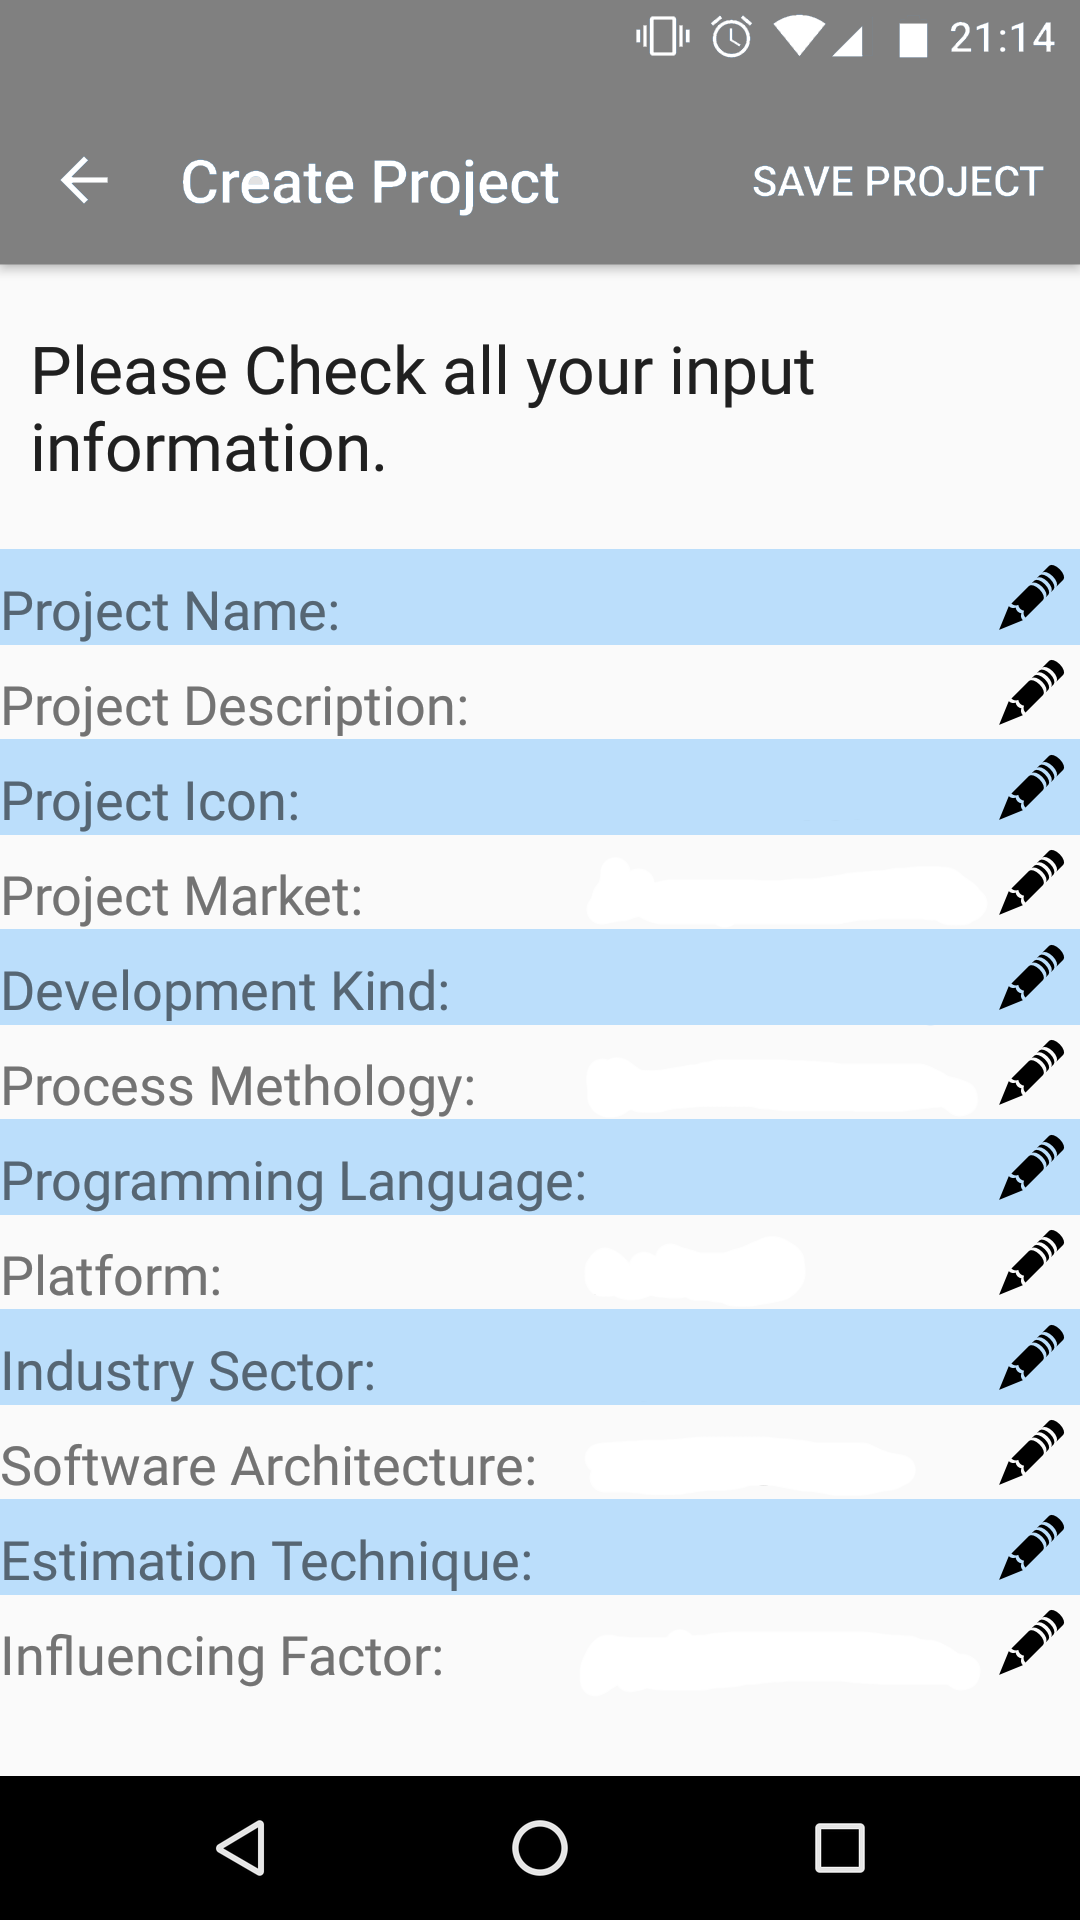 21:14
Create Project
SAVE PROJECT
Please Check all your input
information.
Project Name:
Project Description:
Project Icon:
Project Market:
Development Kind:
Process Methology:
Programming Language:
Platform:
Industry Sector:
Software Architecture:
Estimation Technique:
Influencing Factor: